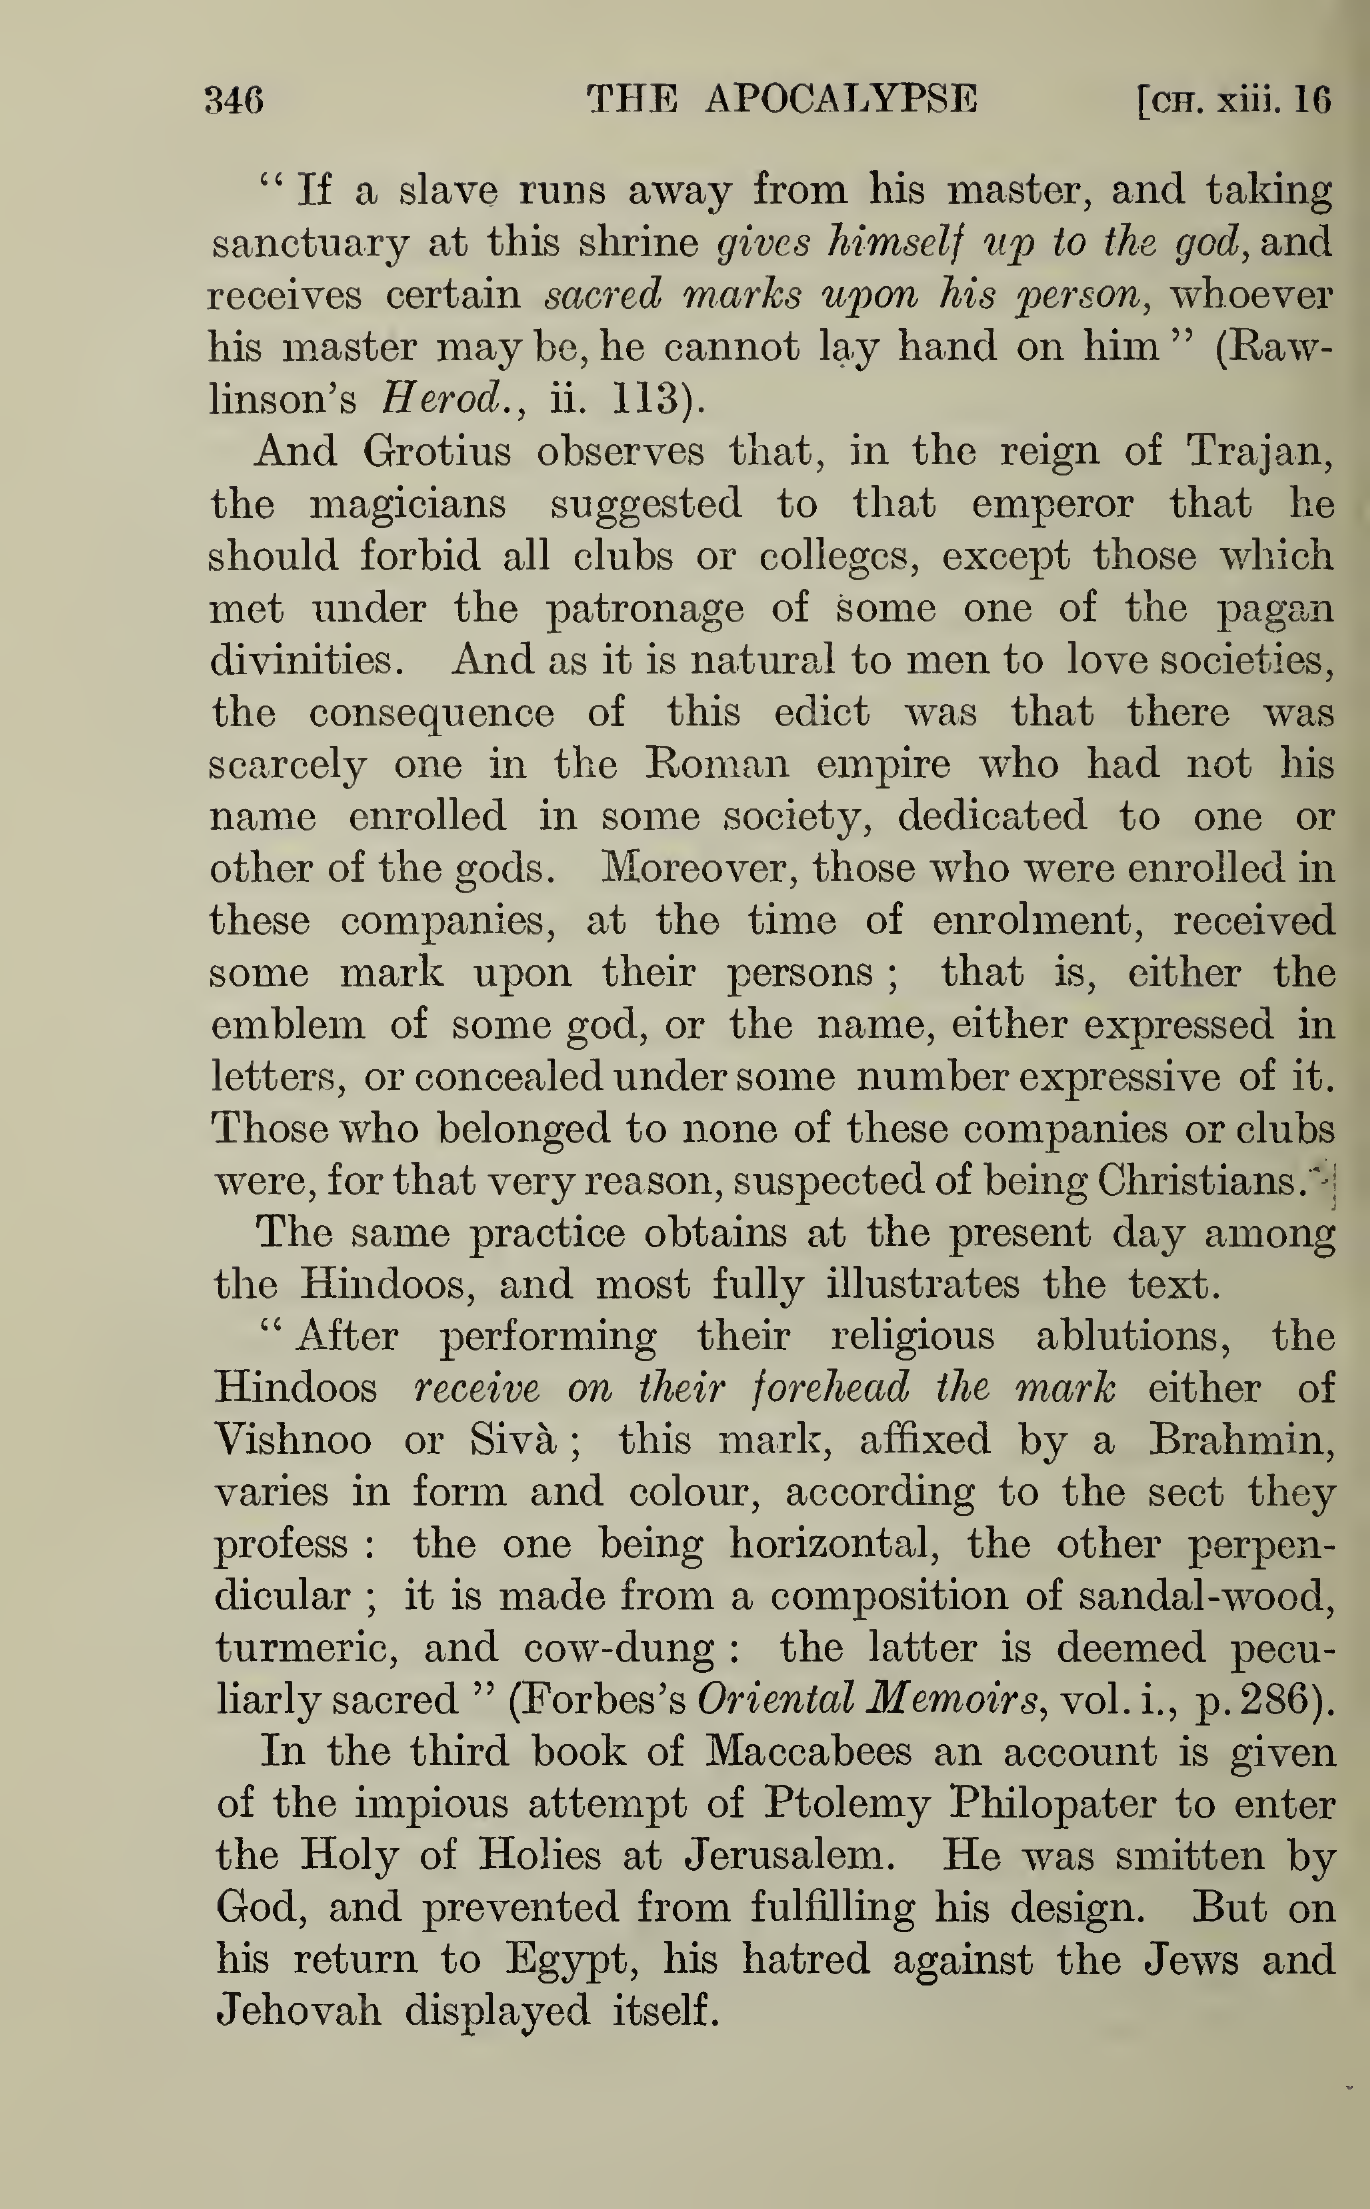 346 THE APOCALYPSE [CH. xiii. 16
“ If a slave runs away from his master, and taking
sanctuary at this shrine gives himself up to the god, and
receives certain sacred marks upon his person, whoever
his master may be, he cannot lay hand on him ” (Raw-
linson’s Herod., ii. 113).
And Grotius observes that, in the reign of Trajan,
the magicians suggested to that emperor that he
should forbid all clubs or colleges, except those which
met under the patronage of some one of the pagan
divinities. And as it is natural to men to love societies,
the consequence of this edict was that there was
scarcely one in the Roman empire who had not his
name enrolled in some society, dedicated to one or
other of the gods. Moreover, those who were enrolled in
these companies, at the time of enrolment, received
some mark upon their persons ; that is, either the
emblem of some god, or the name, either expressed in
letters, or concealed under some number expressive of it.
Those who belonged to none of these companies or clubs
were, for that very reason, suspected of being Christians.
The same practice obtains at the present day among
the Hindoos, and most fully illustrates the text.
“ After performing their religious ablutions, the
Hindoos receive on their forehead the mark either of
Vishnoo or Sivà ; this mark, affixed by a Brahmin,
varies in form and colour, according to the sect they
profess : the one being horizontal, the other perpen-
dicular ; it is made from a composition of sandal-wood,
turmeric, and cow-dung : the latter is deemed pecu-
liarly sacred ” (Forbes’s Oriental Memoirs, vol. i., p. 286).
In the third book of Maccabees an account is given
of the impious attempt of Ptolemy Philopater to enter
the Holy of Holies at Jerusalem. He was smitten by
God, and prevented from fulfilling his design. But on
his return to Egypt, his hatred against the Jews and
Jehovah displayed itself.